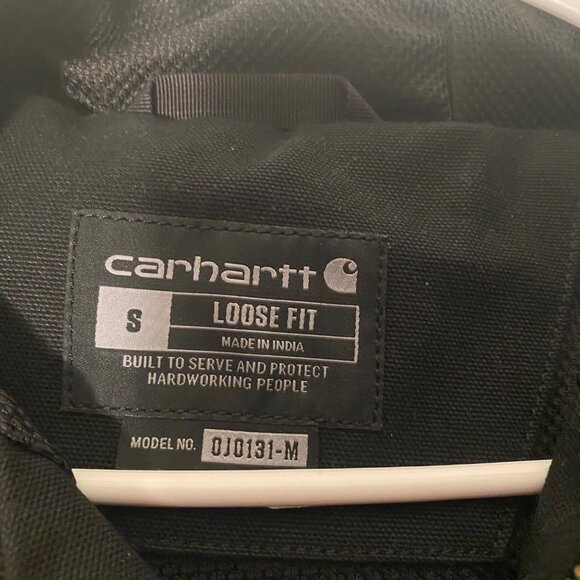 carhartt
S
LOOSE FIT
MADE IN INDIA
BUILT TO SERVE AND PROTECT
HARDWORKING PEOPLE
MODEL NO. OJ0131-M